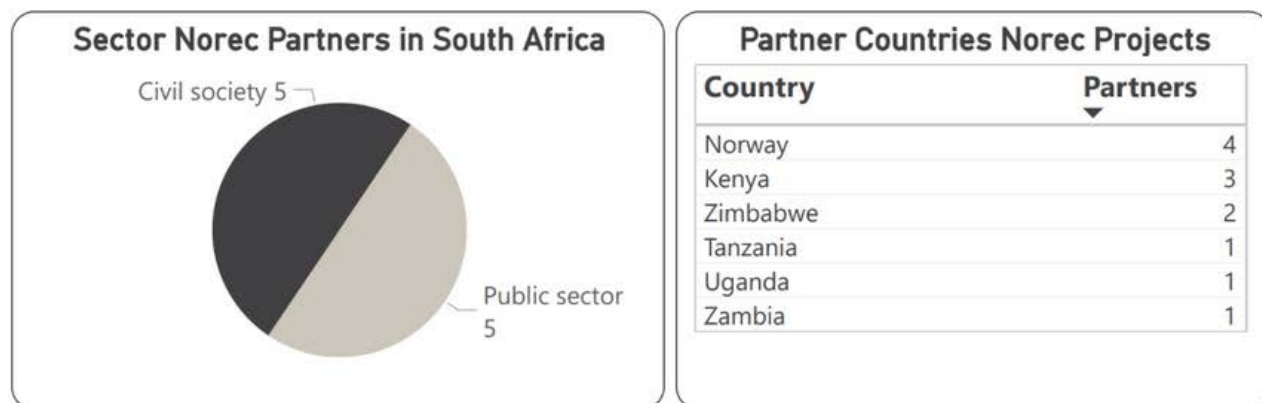 Sector Norec Partners in South Africa
Civil society 5
Public sector
5
Partner Countries Norec Projects
Country Partners
Norway 4
Kenya 3
Zimbabwe 2
Tanzania 1
Uganda 1
Zambia 1